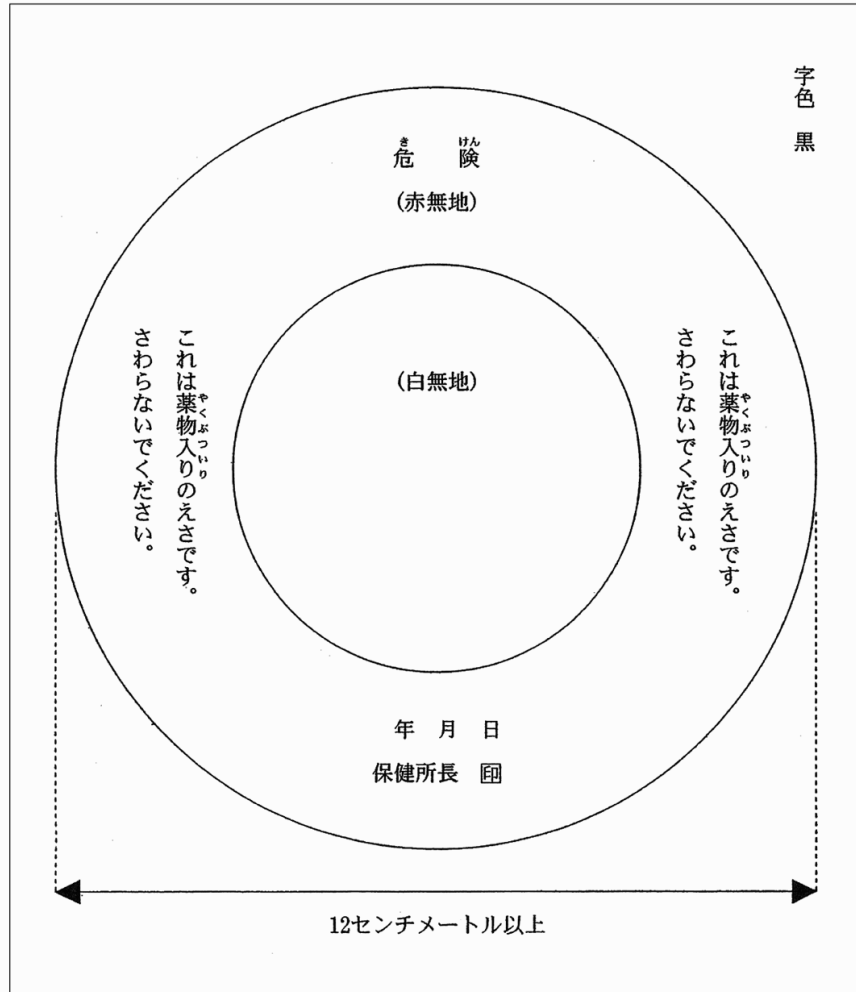 字色 黒
危険
(赤無地)
これは薬物入りのえさです。
さわらないでください。
(白無地)
これは薬物入りのえさです。
さわらないでください。
年 月 日
保健所長 印
12センチメートル以上